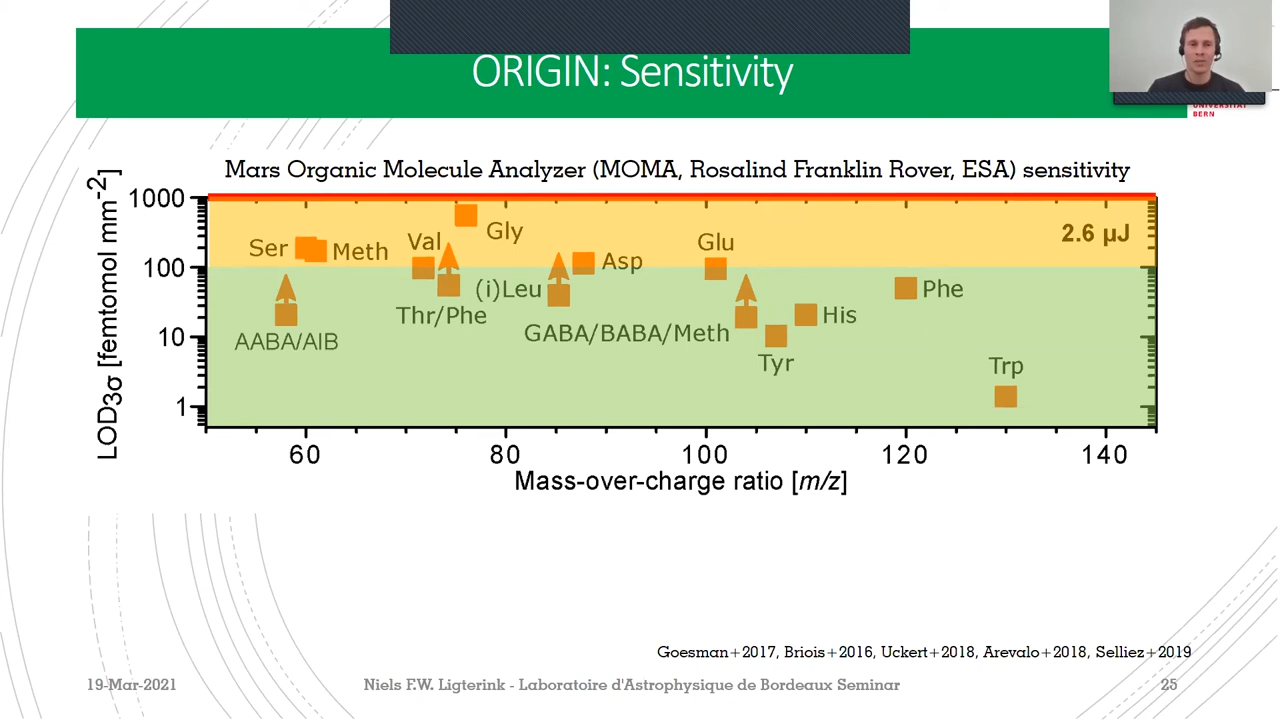 ORIGIN: Sensitivity
UNIVERSITÄT
BERN
Mars Organic Molecule Analyzer (MOMA, Rosalind Franklin Rover, ESA) sensitivity
LOD3σ [femtomol mm-2]
1000
100
10
1
2.6 µJ
Gly
Ser
Meth
Val
Glu
Asp
(i)Leu
Phe
Thr/Phe
His
AABA/AIB
GABA/BABA/Meth
Tyr
Trp
60 80 100 120 140
Mass-over-charge ratio [m/z]
Goesman+2017, Briois+2016, Uckert+2018, Arevalo+2018, Selliez+2019
19-Mar-2021 Niels F.W. Ligterink - Laboratoire d'Astrophysique de Bordeaux Seminar 25